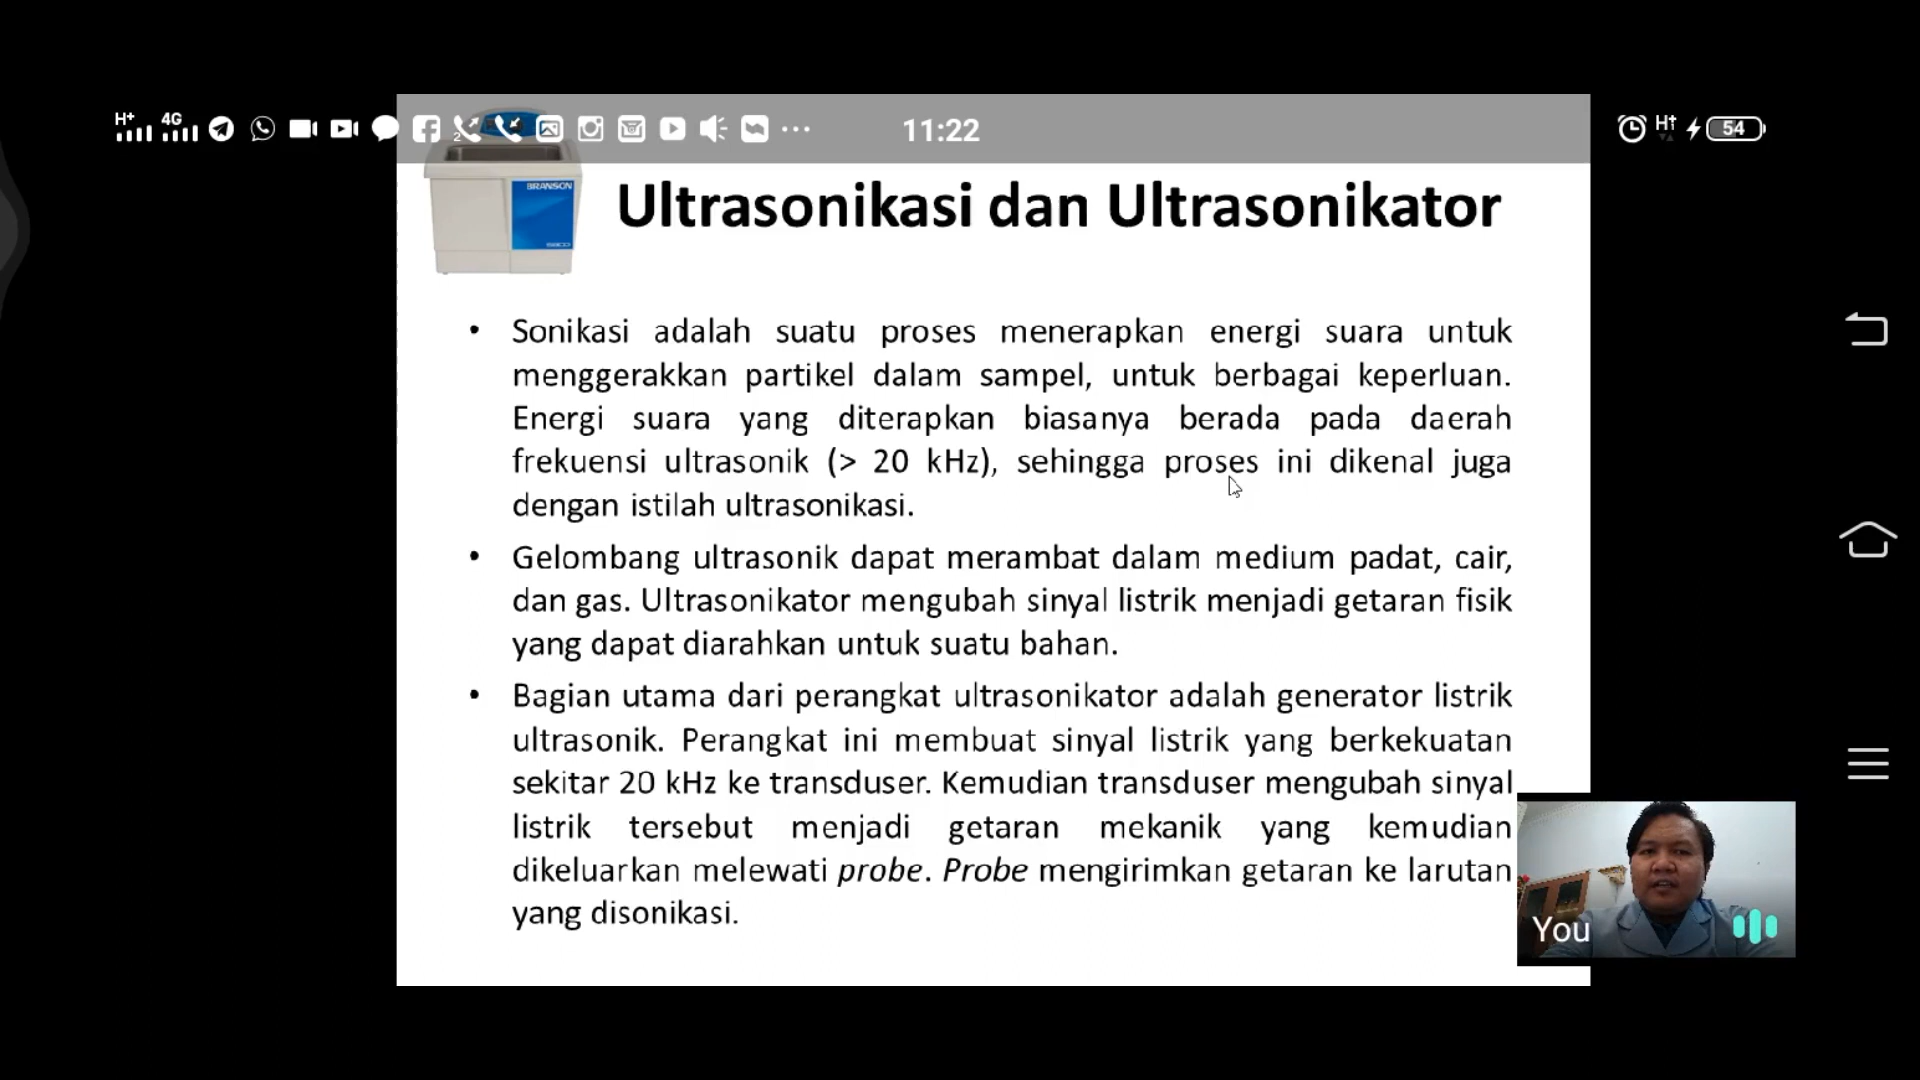 H+ 4G 2 11:22 H† 54
BRANSON
Ultrasonikasi dan Ultrasonikator
• Sonikasi adalah suatu proses menerapkan energi suara untuk
menggerakkan partikel dalam sampel, untuk berbagai keperluan.
Energi suara yang diterapkan biasanya berada pada daerah
frekuensi ultrasonik (> 20 kHz), sehingga proses ini dikenal juga
dengan istilah ultrasonikasi.
• Gelombang ultrasonik dapat merambat dalam medium padat, cair,
dan gas. Ultrasonikator mengubah sinyal listrik menjadi getaran fisik
yang dapat diarahkan untuk suatu bahan.
• Bagian utama dari perangkat ultrasonikator adalah generator listrik
ultrasonik. Perangkat ini membuat sinyal listrik yang berkekuatan
sekitar 20 kHz ke transduser. Kemudian transduser mengubah sinyal
listrik tersebut menjadi getaran mekanik yang kemudian
dikeluarkan melewati probe. Probe mengirimkan getaran ke larutan
yang disonikasi.
You